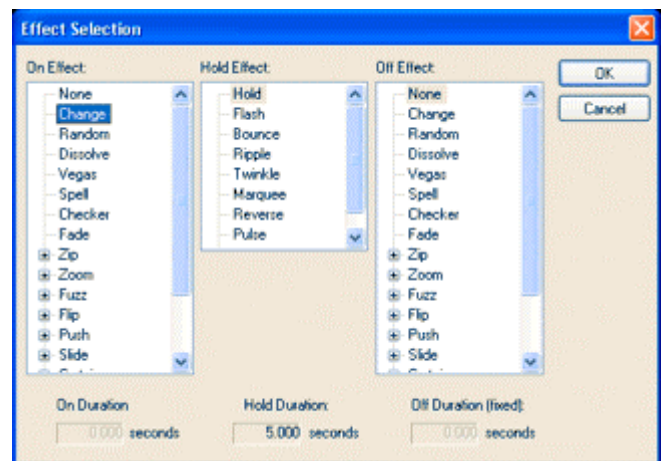 Effect Selection
On Effect:
Hold Effect:
Off Effect:
None
Change
Random
Dissolve
Vegas
Spell
Checker
Fade
Zip
Zoom
Fuzz
Flip
Push
Slide
Hold
Flash
Bounce
Ripple
Twinkle
Marquee
Reverse
Pulse
None
Change
Random
Dissolve
Vegas
Spell
Checker
Fade
Zip
Zoom
Fuzz
Flip
Push
Slide
OK
Cancel
On Duration
0.000 seconds
Hold Duration:
5.000 seconds
Off Duration (fixed):
0.000 seconds